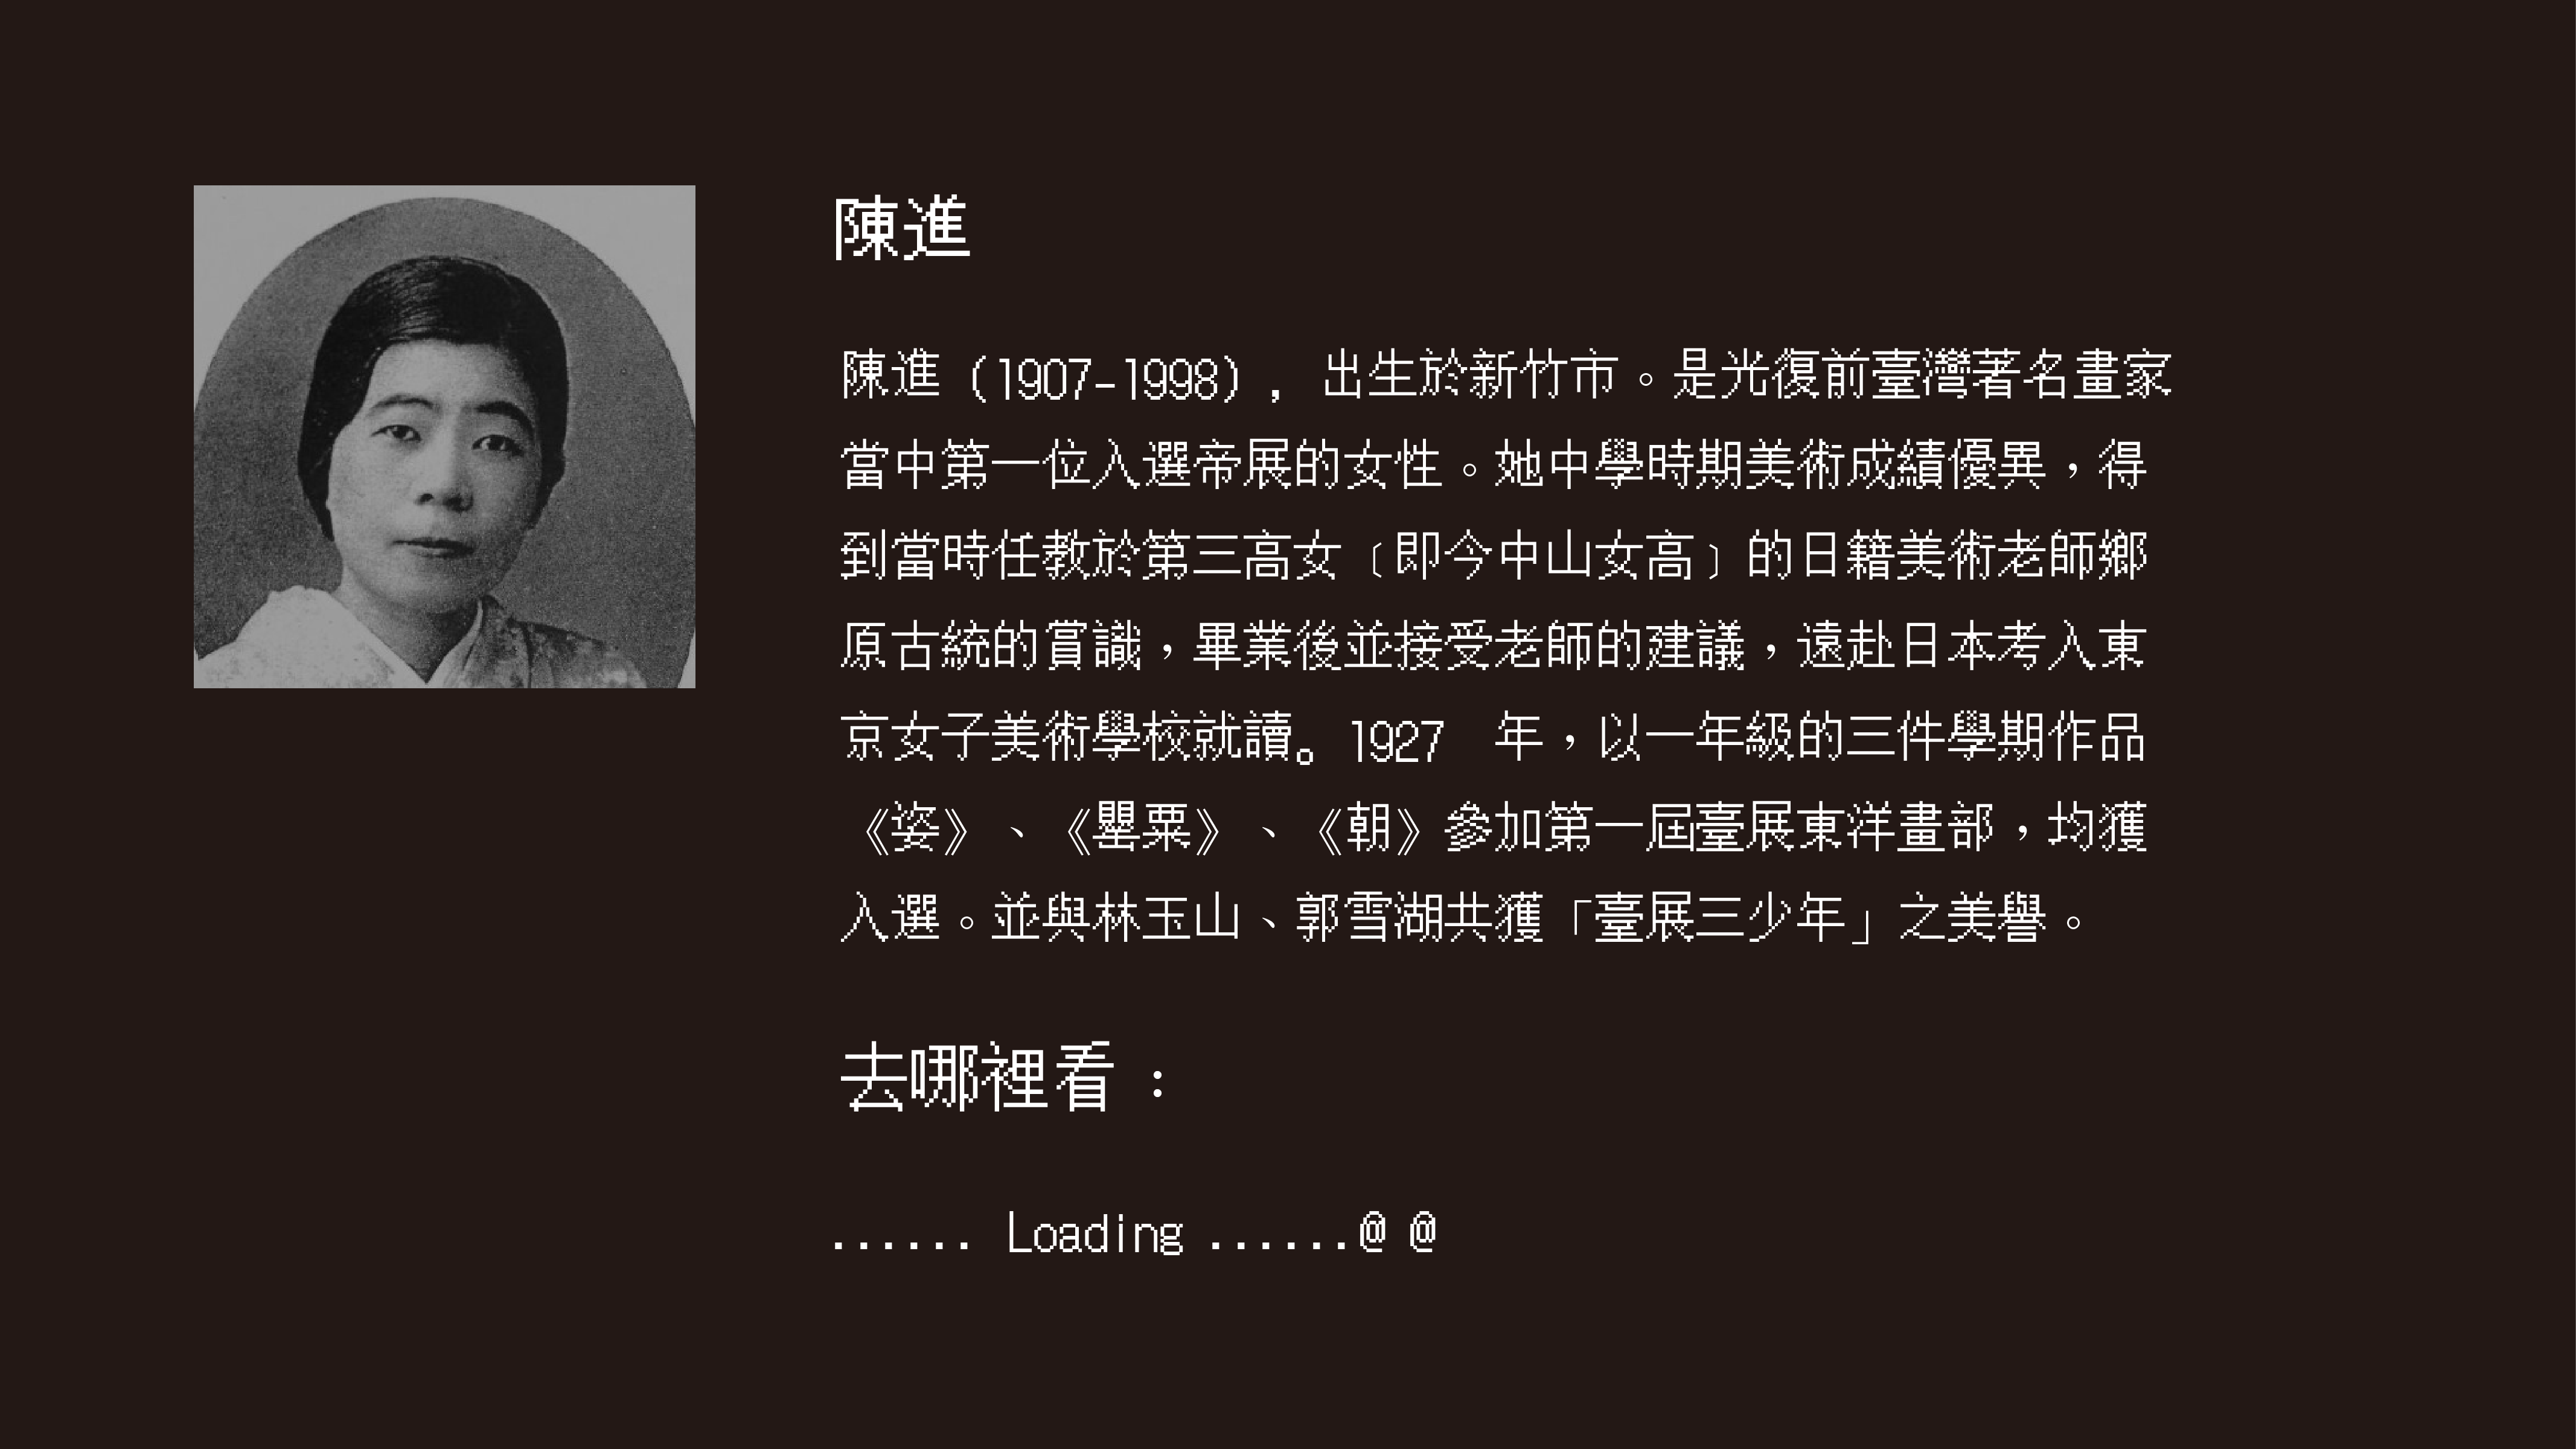 陳進
陳進 (1907-1998) , 出生於新竹市。是光復前臺灣著名畫家
當中第一位入選帝展的女性。她中學時期美術成績優異，得
到當時任教於第三高女〔即今中山女高〕的日籍美術老師鄉
原古統的賞識，畢業後並接受老師的建議，遠赴日本考入東
京女子美術學校就讀。1927 年，以一年級的三件學期作品
《姿》、《罌粟》、《朝》參加第一屆臺展東洋畫部，均獲
入選。並與林玉山、郭雪湖共獲「臺展三少年」之美譽。
去哪裡看：
...... Loading ......@ @